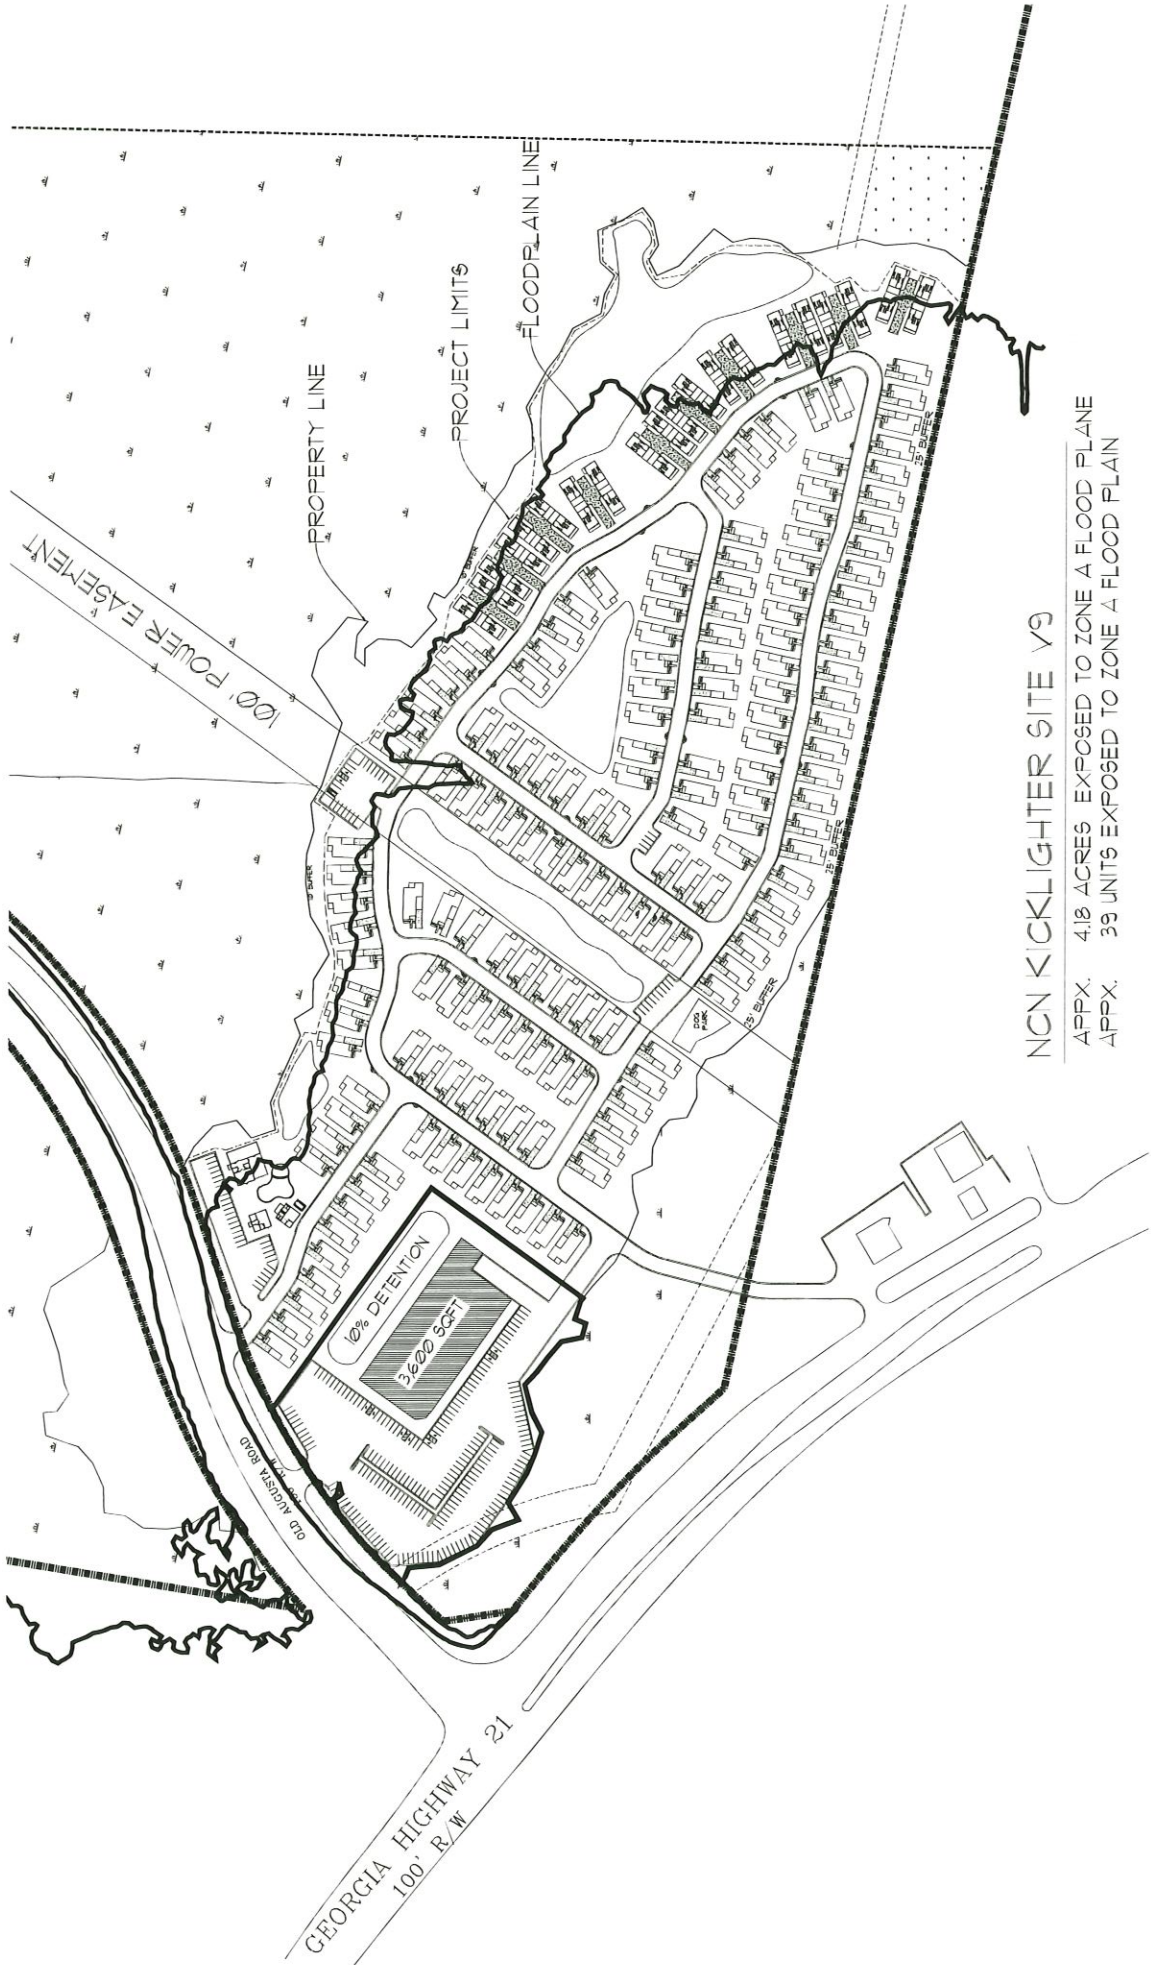 FLOODPLAIN LINE
PROJECT LIMITS
PROPERTY LINE
100' POWER EASEMENT
25' BUFFER
25' BUFFER
25' BUFFER
DOG
PARK
10% DETENTION
3,600 SQFT
OLD AUGUSTA ROAD
GEORGIA HIGHWAY 21
100' R/W
NCN KICKLIGHTER SITE V9
APPX. 4.18 ACRES EXPOSED TO ZONE A FLOOD PLANE
APPX. 39 UNITS EXPOSED TO ZONE A FLOOD PLAIN